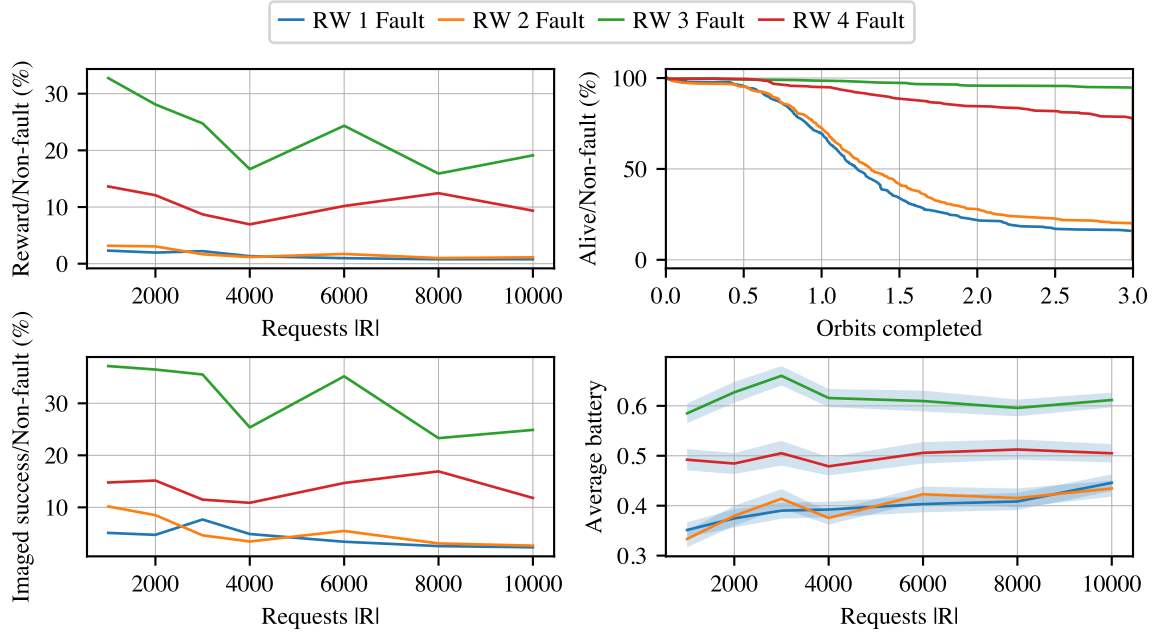 RW 1 Fault RW 2 Fault RW 3 Fault RW 4 Fault
Reward/Non-fault (%)
30
20
10
0
2000 4000 6000 8000 10000
Requests |R|
Alive/Non-fault (%)
100
50
0
0.0 0.5 1.0 1.5 2.0 2.5 3.0
Orbits completed
Imaged success/Non-fault (%)
30
20
10
2000 4000 6000 8000 10000
Requests |R|
Average battery
0.6
0.5
0.4
0.3
2000 4000 6000 8000 10000
Requests |R|